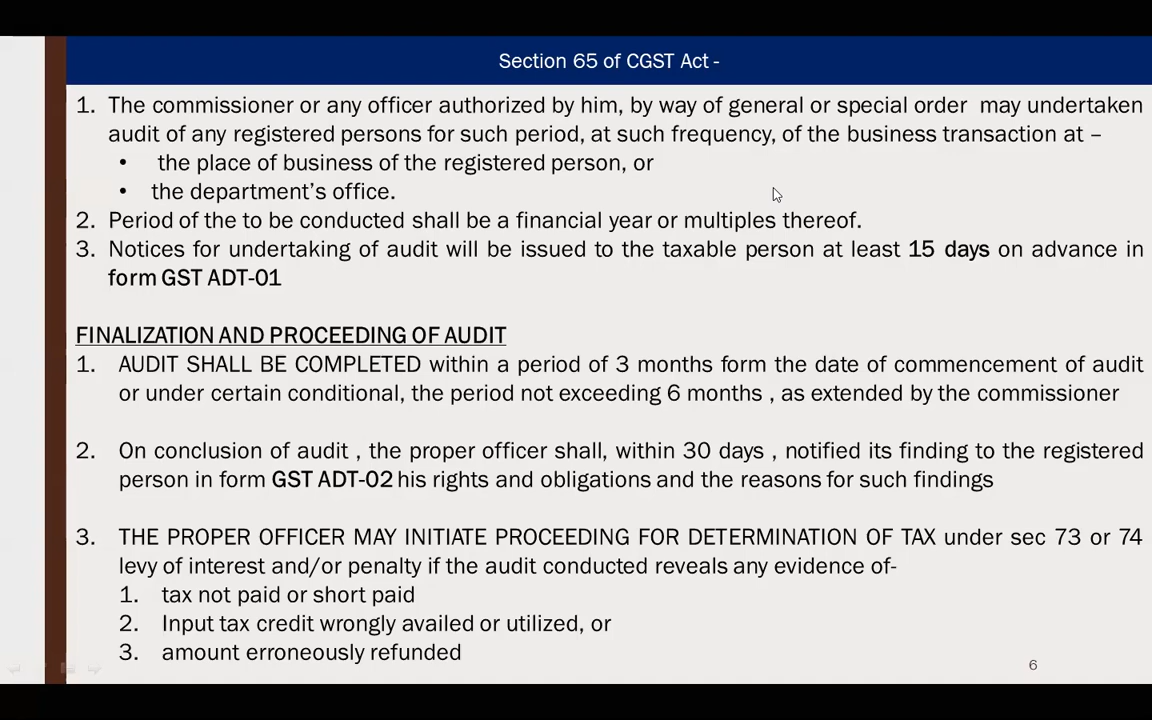 Section 65 of CGST Act -
1. The commissioner or any officer authorized by him, by way of general or special order may undertaken
audit of any registered persons for such period, at such frequency, of the business transaction at –
• the place of business of the registered person, or
• the department’s office.
2. Period of the to be conducted shall be a financial year or multiples thereof.
3. Notices for undertaking of audit will be issued to the taxable person at least 15 days on advance in
form GST ADT-01
FINALIZATION AND PROCEEDING OF AUDIT
1. AUDIT SHALL BE COMPLETED within a period of 3 months form the date of commencement of audit
or under certain conditional, the period not exceeding 6 months , as extended by the commissioner
2. On conclusion of audit , the proper officer shall, within 30 days , notified its finding to the registered
person in form GST ADT-02 his rights and obligations and the reasons for such findings
3. THE PROPER OFFICER MAY INITIATE PROCEEDING FOR DETERMINATION OF TAX under sec 73 or 74
levy of interest and/or penalty if the audit conducted reveals any evidence of-
1. tax not paid or short paid
2. Input tax credit wrongly availed or utilized, or
3. amount erroneously refunded
6